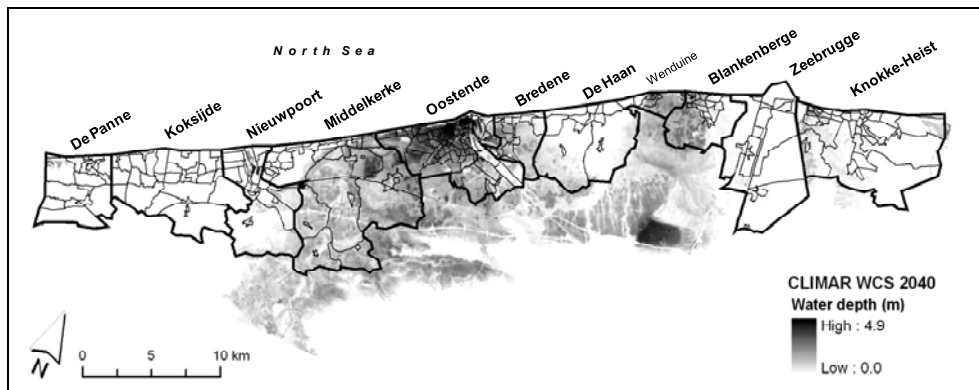 North Sea
De Panne
Koksijde
Nieuwpoort
Middelkerke
Oostende
Bredene
De Haan
Wenduine
Blankenberge
Zeebrugge
Knokke-Heist
CLIMAR WCS 2040
Water depth (m)
High : 4.9
Low : 0.0
N
0 5 10 km